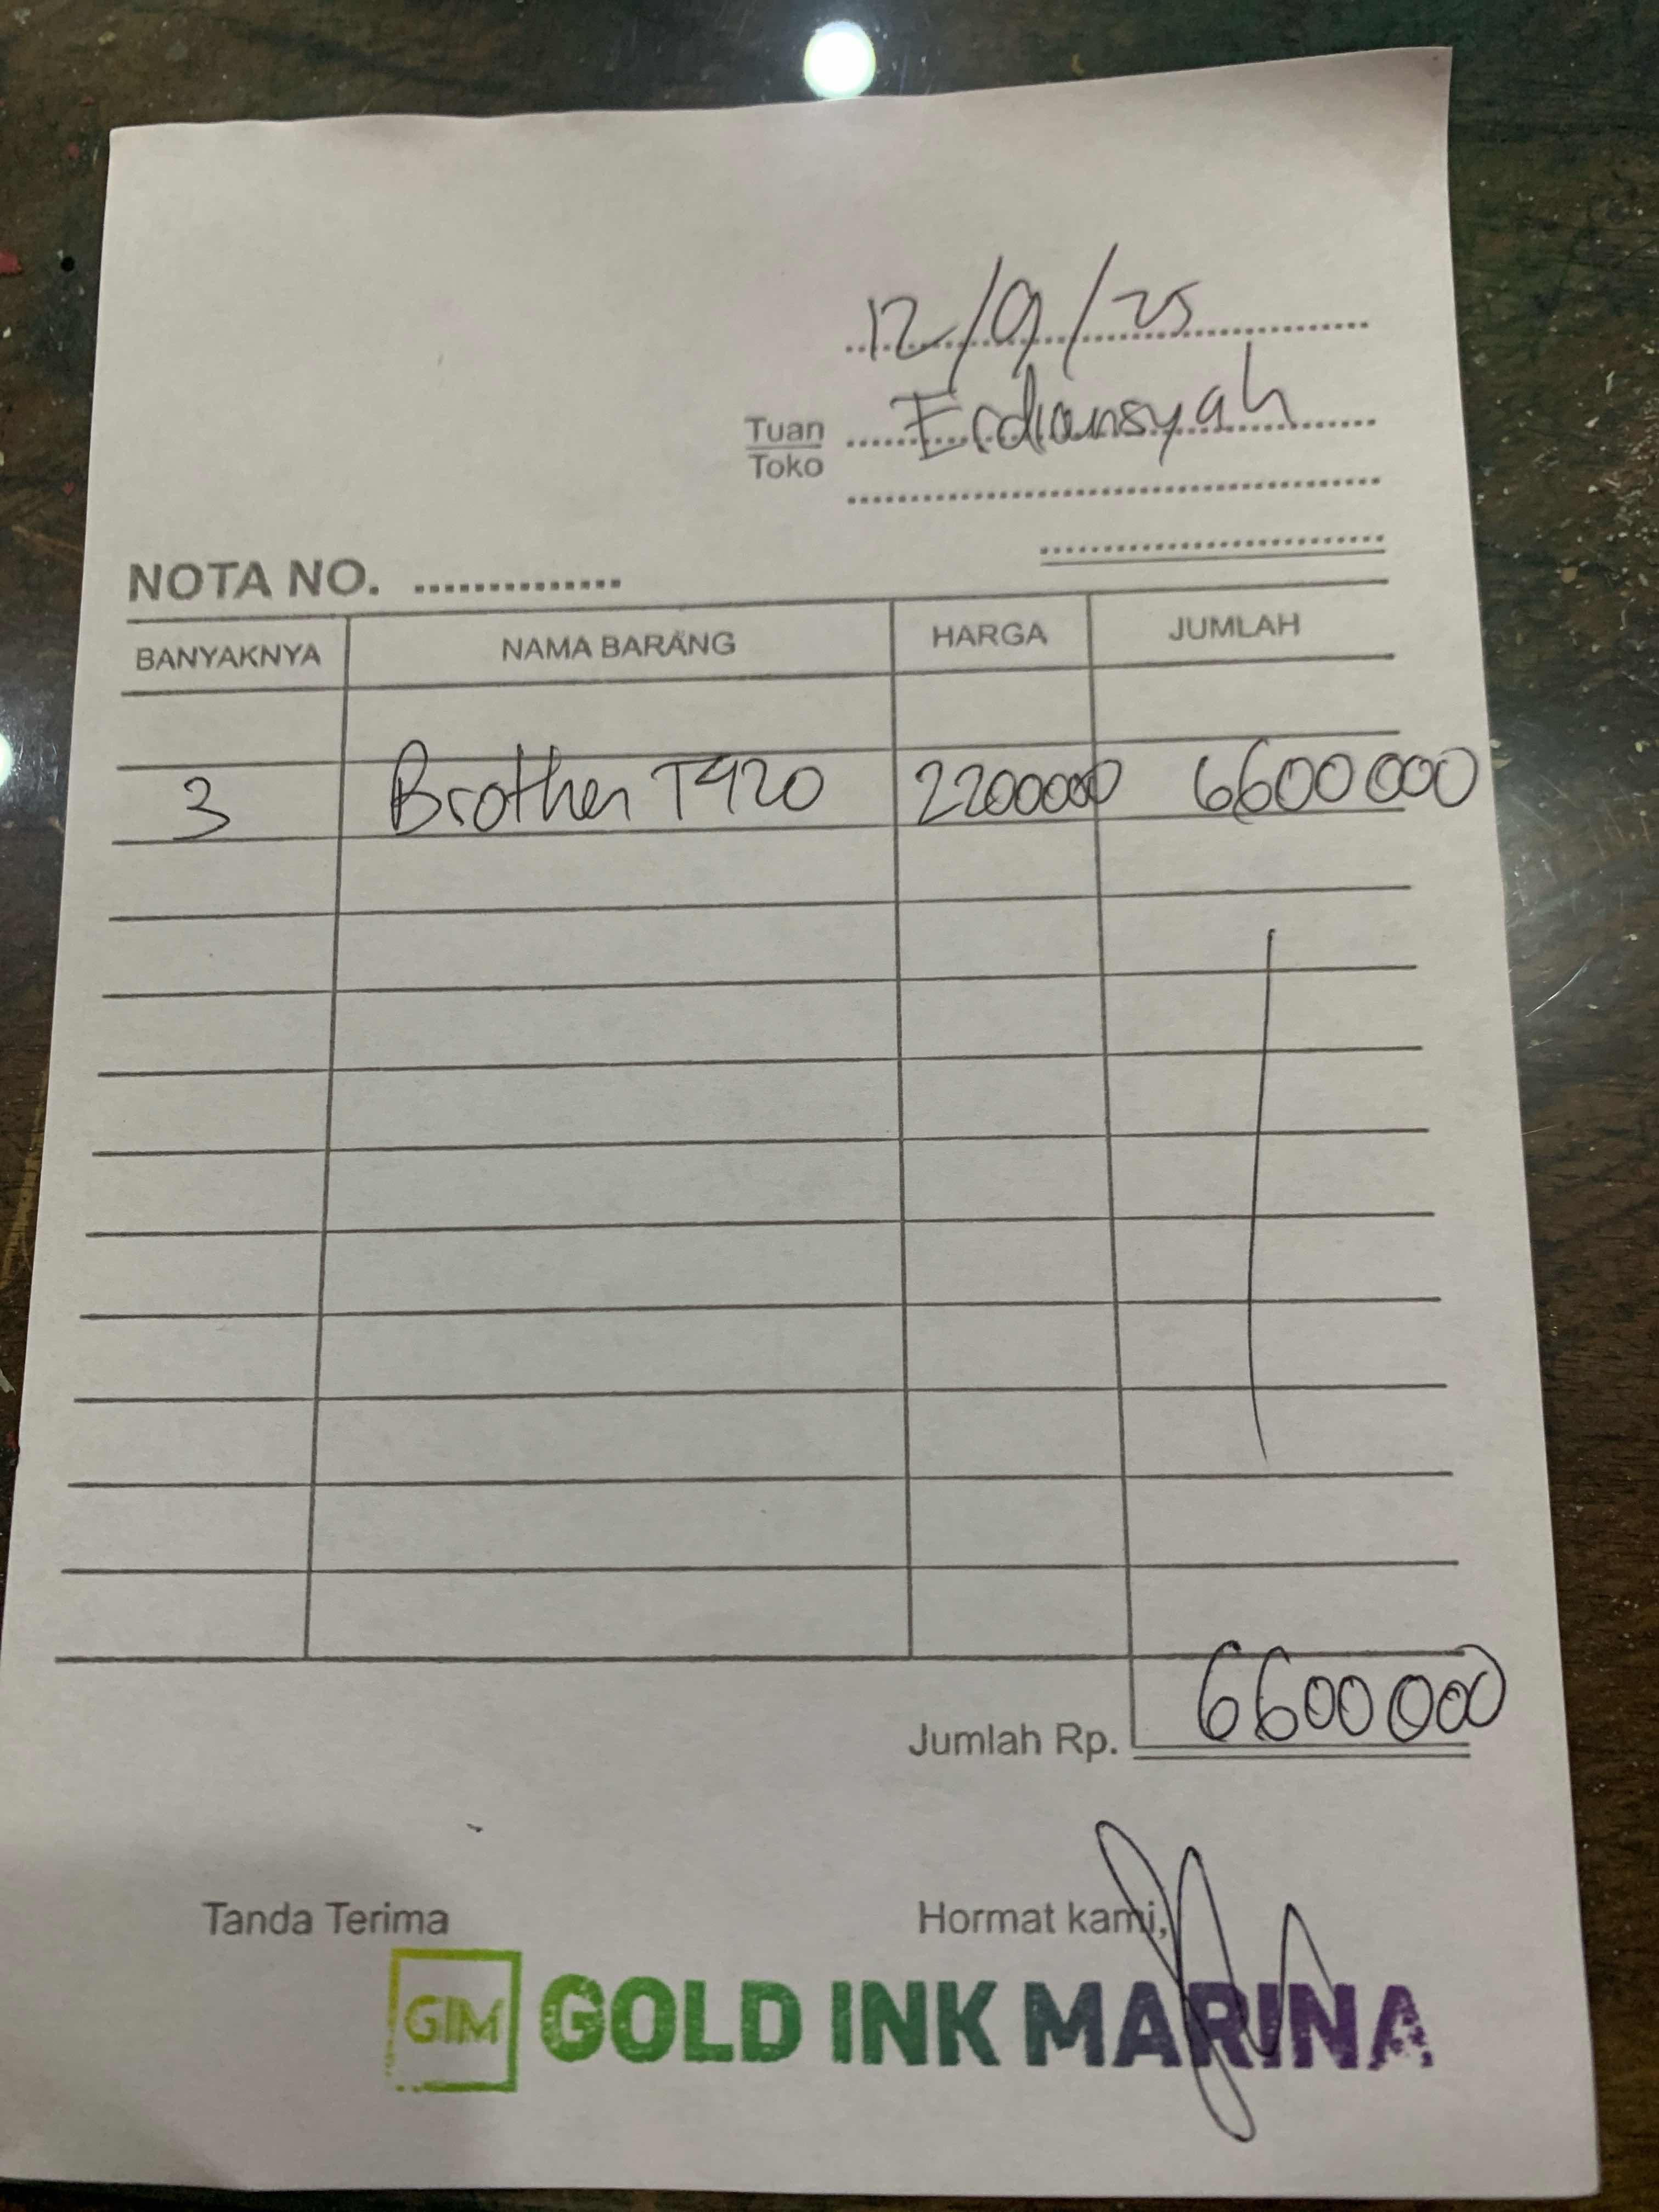 12/9/25
Tuan Erdiansyah
Toko
NOTA NO. ..............
BANYAKNYA NAMA BARANG HARGA JUMLAH
3 Brother T420 2200000 6600000
Jumlah Rp. 6600000
Tanda Terima Hormat kami,
GIM GOLD INK MARINA